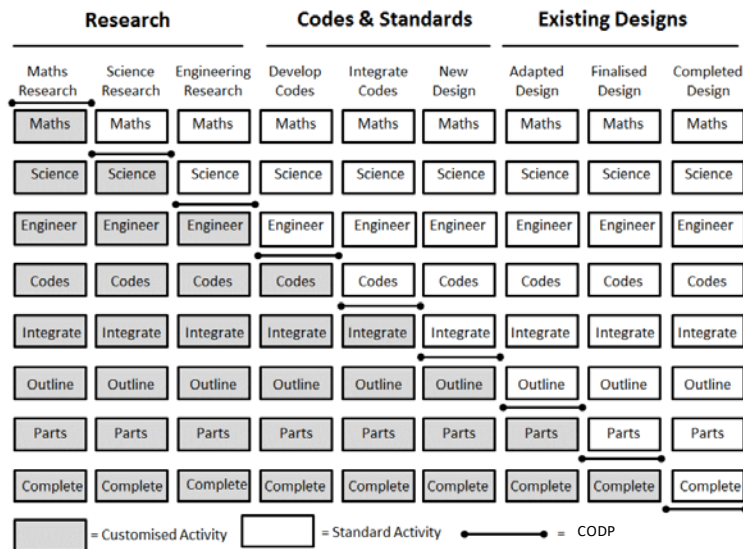 Research Codes & Standards Existing Designs
Maths Science Engineering Develop Integrate New Adapted Finalised Completed
Research Research Research Codes Codes Design Design Design Design
Maths Maths Maths Maths Maths Maths Maths Maths Maths
Science Science Science Science Science Science Science Science Science
Engineer Engineer Engineer Engineer Engineer Engineer Engineer Engineer Engineer
Codes Codes Codes Codes Codes Codes Codes Codes Codes
Integrate Integrate Integrate Integrate Integrate Integrate Integrate Integrate Integrate
Outline Outline Outline Outline Outline Outline Outline Outline Outline
Parts Parts Parts Parts Parts Parts Parts Parts Parts
Complete Complete Complete Complete Complete Complete Complete Complete Complete
= Customised Activity = Standard Activity = CODP